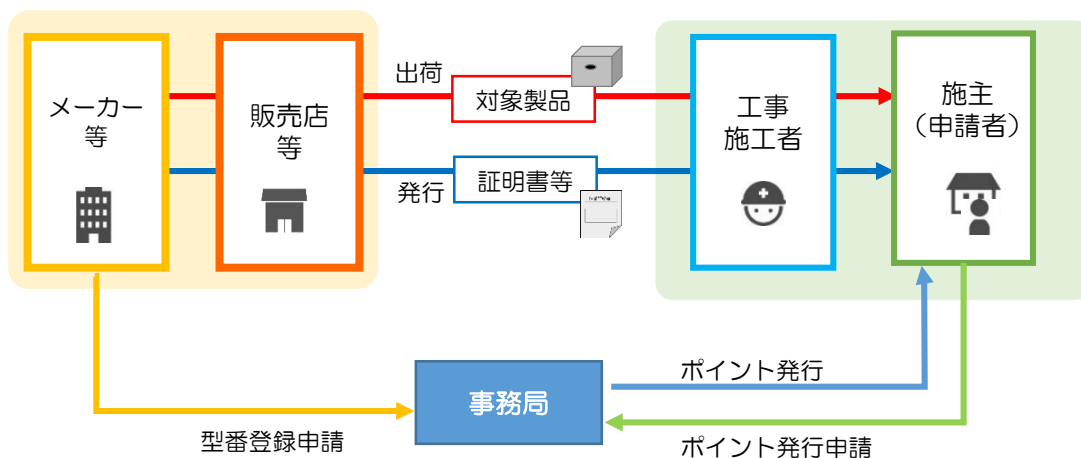 メーカー
等
販売店
等
出荷
対象製品
発行
証明書等
工事
施工者
施主
（申請者）
事務局
型番登録申請
ポイント発行
ポイント発行申請